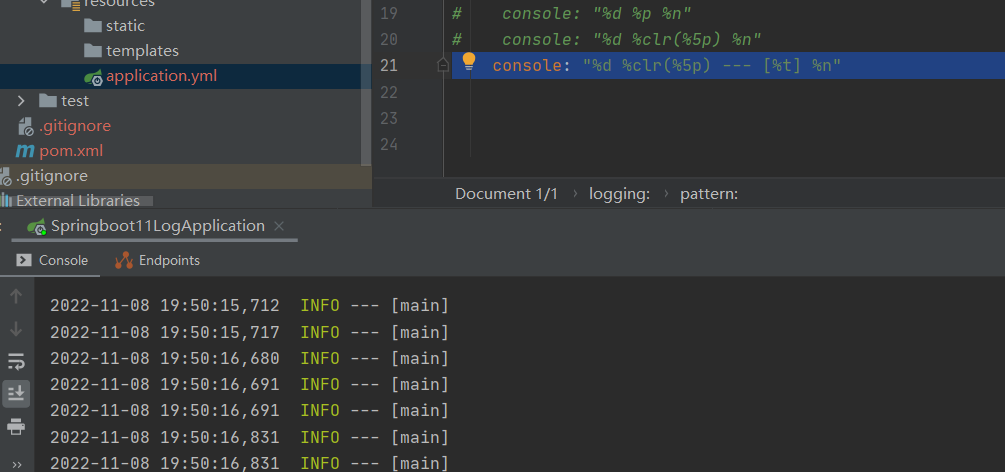 resources
static
templates
application.yml
test
.gitignore
pom.xml
.gitignore
External Libraries
19 # console: "%d %p %n"
20 # console: "%d %clr(%5p) %n"
21 console: "%d %clr(%5p) --- [%t] %n"
22
23
24
Document 1/1 › logging: › pattern:
: Springboot11LogApplication ×
Console Endpoints
2022-11-08 19:50:15,712  INFO --- [main]
2022-11-08 19:50:15,717  INFO --- [main]
2022-11-08 19:50:16,680  INFO --- [main]
2022-11-08 19:50:16,691  INFO --- [main]
2022-11-08 19:50:16,691  INFO --- [main]
2022-11-08 19:50:16,831  INFO --- [main]
2022-11-08 19:50:16,831  INFO --- [main]